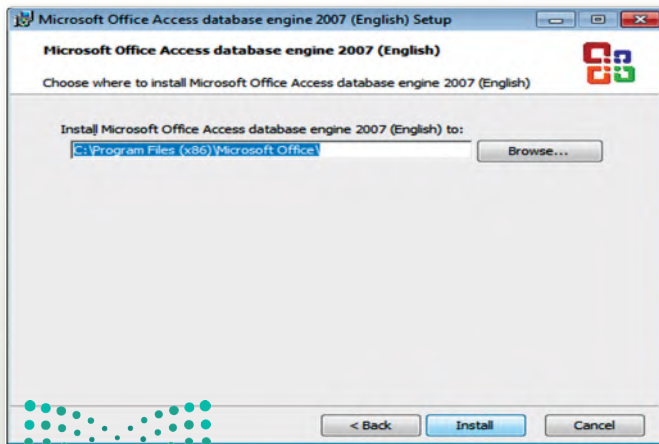 Microsoft Office Access database engine 2007 (English) Setup
Microsoft Office Access database engine 2007 (English)
Choose where to install Microsoft Office Access database engine 2007 (English)
Install Microsoft Office Access database engine 2007 (English) to:
C:\Program Files (x86)\Microsoft Office\
Browse...
< Back
Install
Cancel